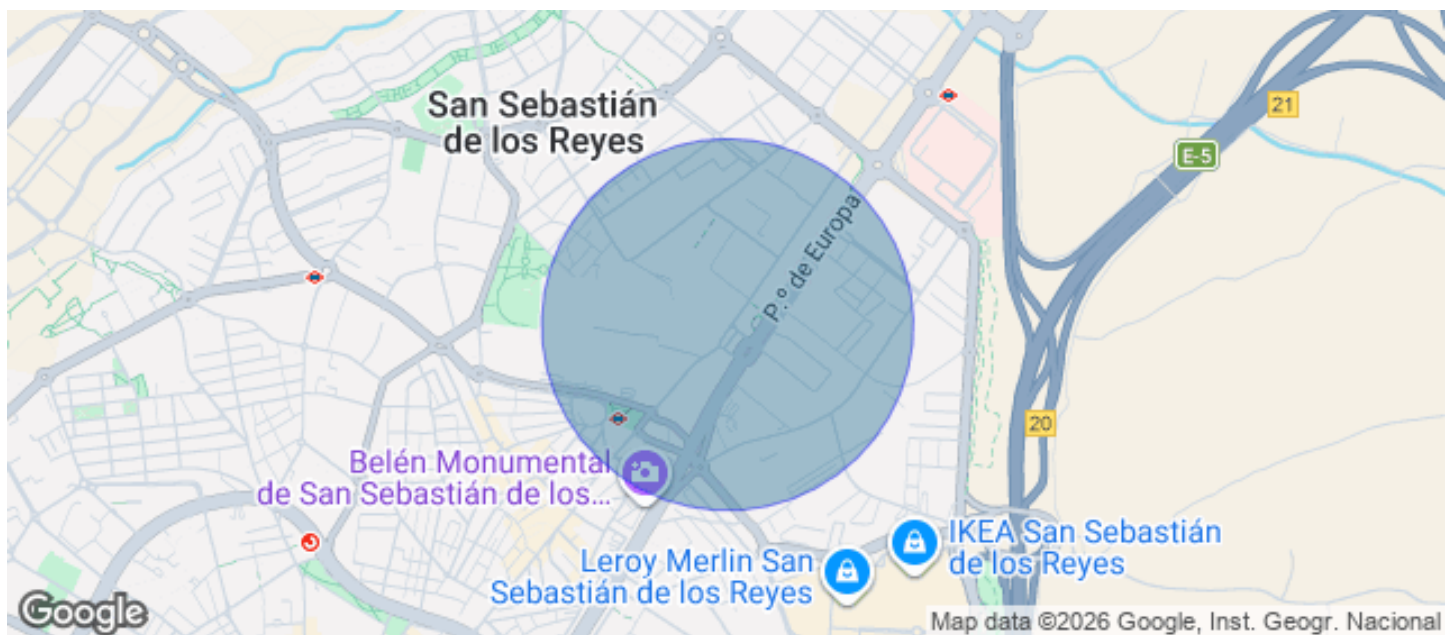 San Sebastián
de los Reyes
21
E-5
P.º de Europa
20
Belén Monumental
de San Sebastián de los...
IKEA San Sebastián
de los Reyes
Leroy Merlin San
Sebastián de los Reyes
Google
Map data ©2026 Google, Inst. Geogr. Nacional